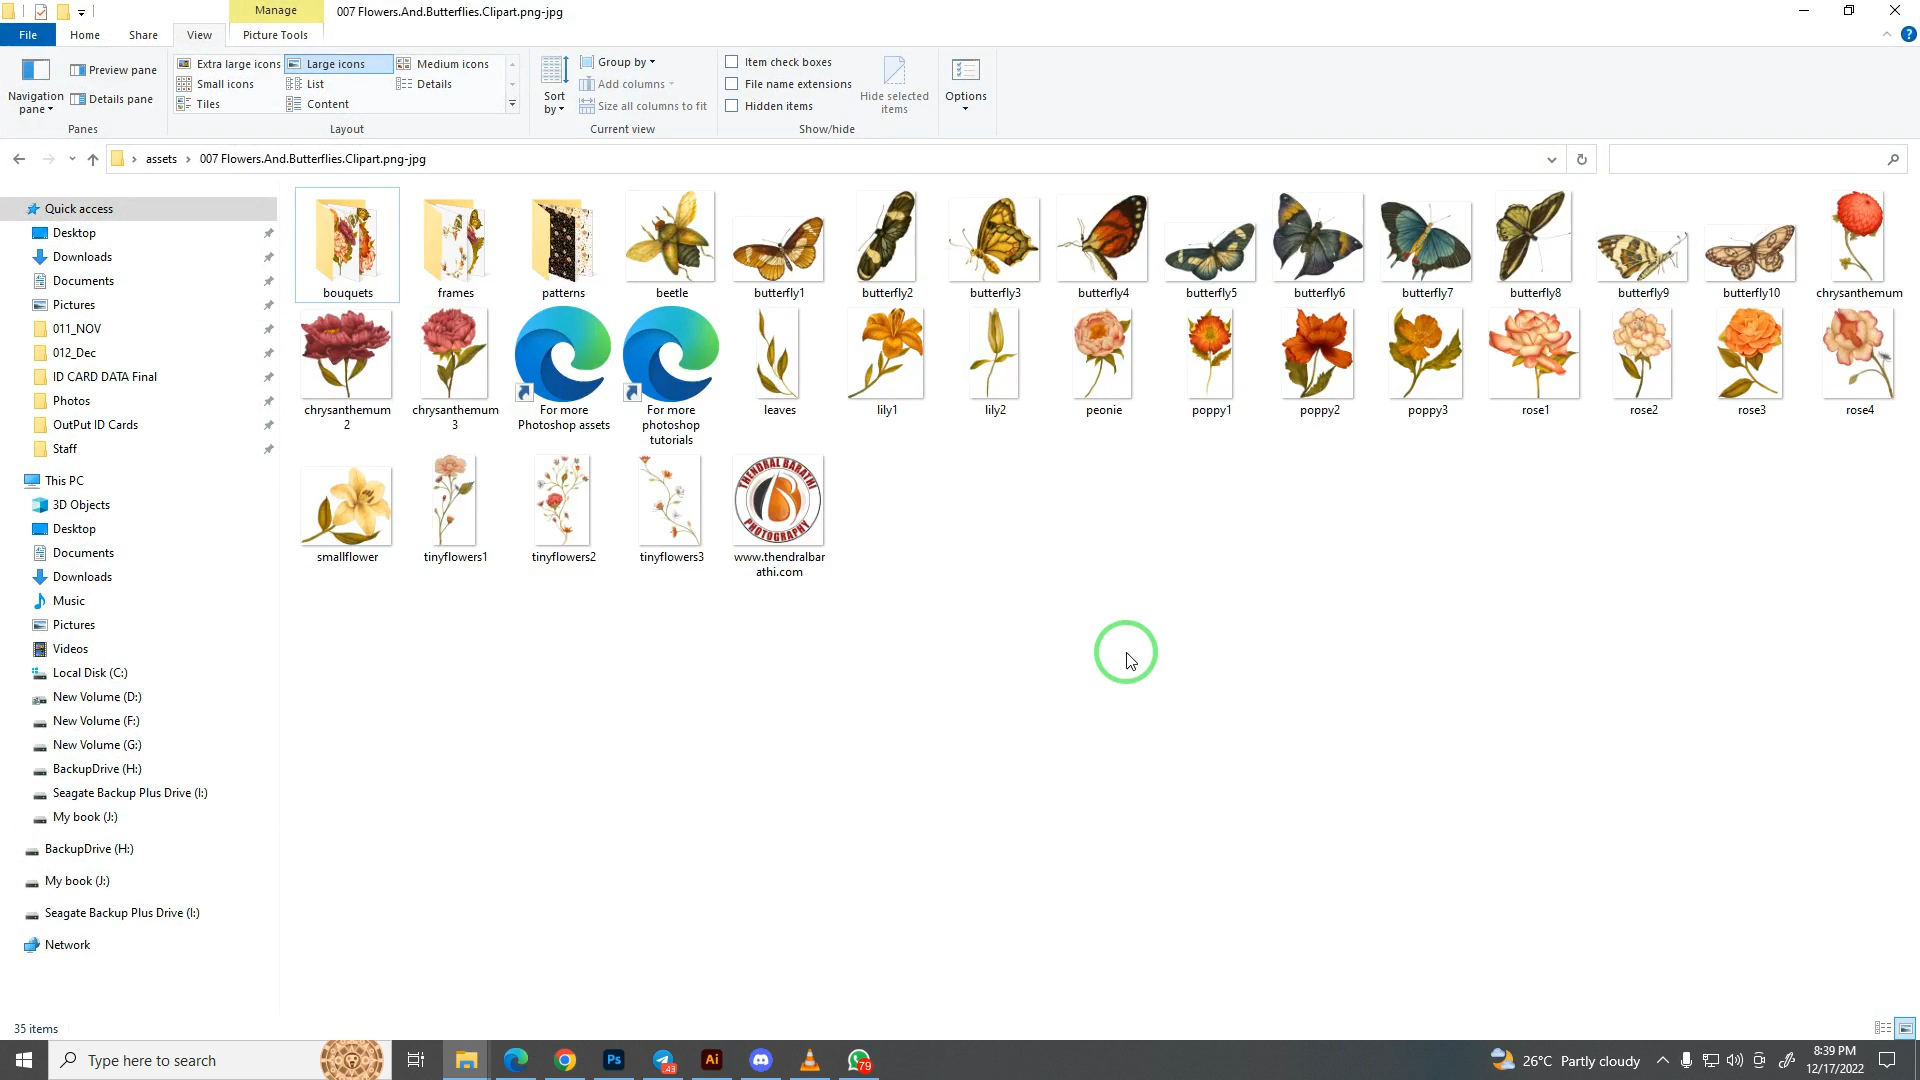 Manage
007 Flowers.And.Butterflies.Clipart.png-jpg
File
Home
Share
View
Picture Tools
Navigation
pane
Preview pane
Details pane
Panes
Extra large icons
Large icons
Medium icons
Small icons
List
Details
Tiles
Content
Layout
Sort
by
Group by
Add columns
Size all columns to fit
Current view
Item check boxes
File name extensions
Hidden items
Hide selected
items
Show/hide
Options
assets
007 Flowers.And.Butterflies.Clipart.png-jpg
Quick access
Desktop
Downloads
Documents
Pictures
011_NOV
012_Dec
ID CARD DATA Final
Photos
OutPut ID Cards
Staff
This PC
3D Objects
Desktop
Documents
Downloads
Music
Pictures
Videos
Local Disk (C:)
New Volume (D:)
New Volume (F:)
New Volume (G:)
BackupDrive (H:)
Seagate Backup Plus Drive (I:)
My book (J:)
BackupDrive (H:)
My book (J:)
Seagate Backup Plus Drive (I:)
Network
bouquets
frames
patterns
beetle
butterfly1
butterfly2
butterfly3
butterfly4
butterfly5
butterfly6
butterfly7
butterfly8
butterfly9
butterfly10
chrysanthemum
chrysanthemum
2
chrysanthemum
3
For more
Photoshop assets
For more
photoshop
tutorials
leaves
lily1
lily2
peonie
poppy1
poppy2
poppy3
rose1
rose2
rose3
rose4
smallflower
tinyflowers1
tinyflowers2
tinyflowers3
THENDRAL BARATHI
PHOTOGRAPHY
www.thendralbar
athi.com
35 items
Type here to search
Ps
43
Ai
79
26°C Partly cloudy
8:39 PM
12/17/2022